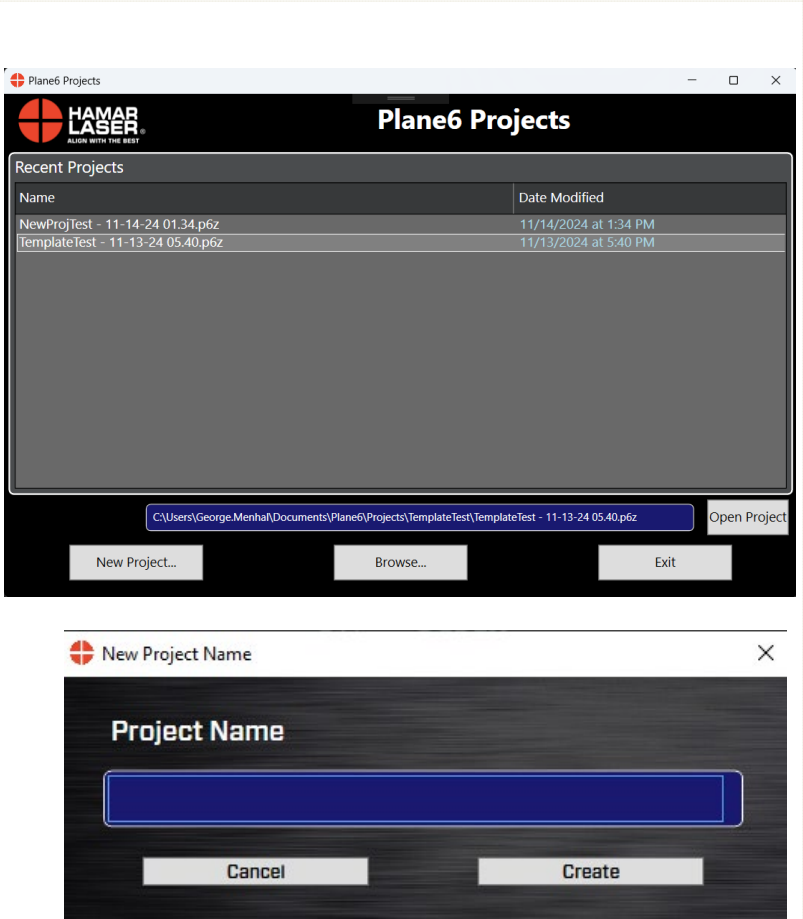 Plane6 Projects
HAMAR
LASER®
ALIGN WITH THE BEST
Plane6 Projects
Recent Projects
Name Date Modified
NewProjTest - 11-14-24 01.34.p6z 11/14/2024 at 1:34 PM
TemplateTest - 11-13-24 05.40.p6z 11/13/2024 at 5:40 PM
C:\Users\George.Menhal\Documents\Plane6\Projects\TemplateTest\TemplateTest - 11-13-24 05.40.p6z Open Project
New Project... Browse... Exit
New Project Name
Project Name
Cancel Create